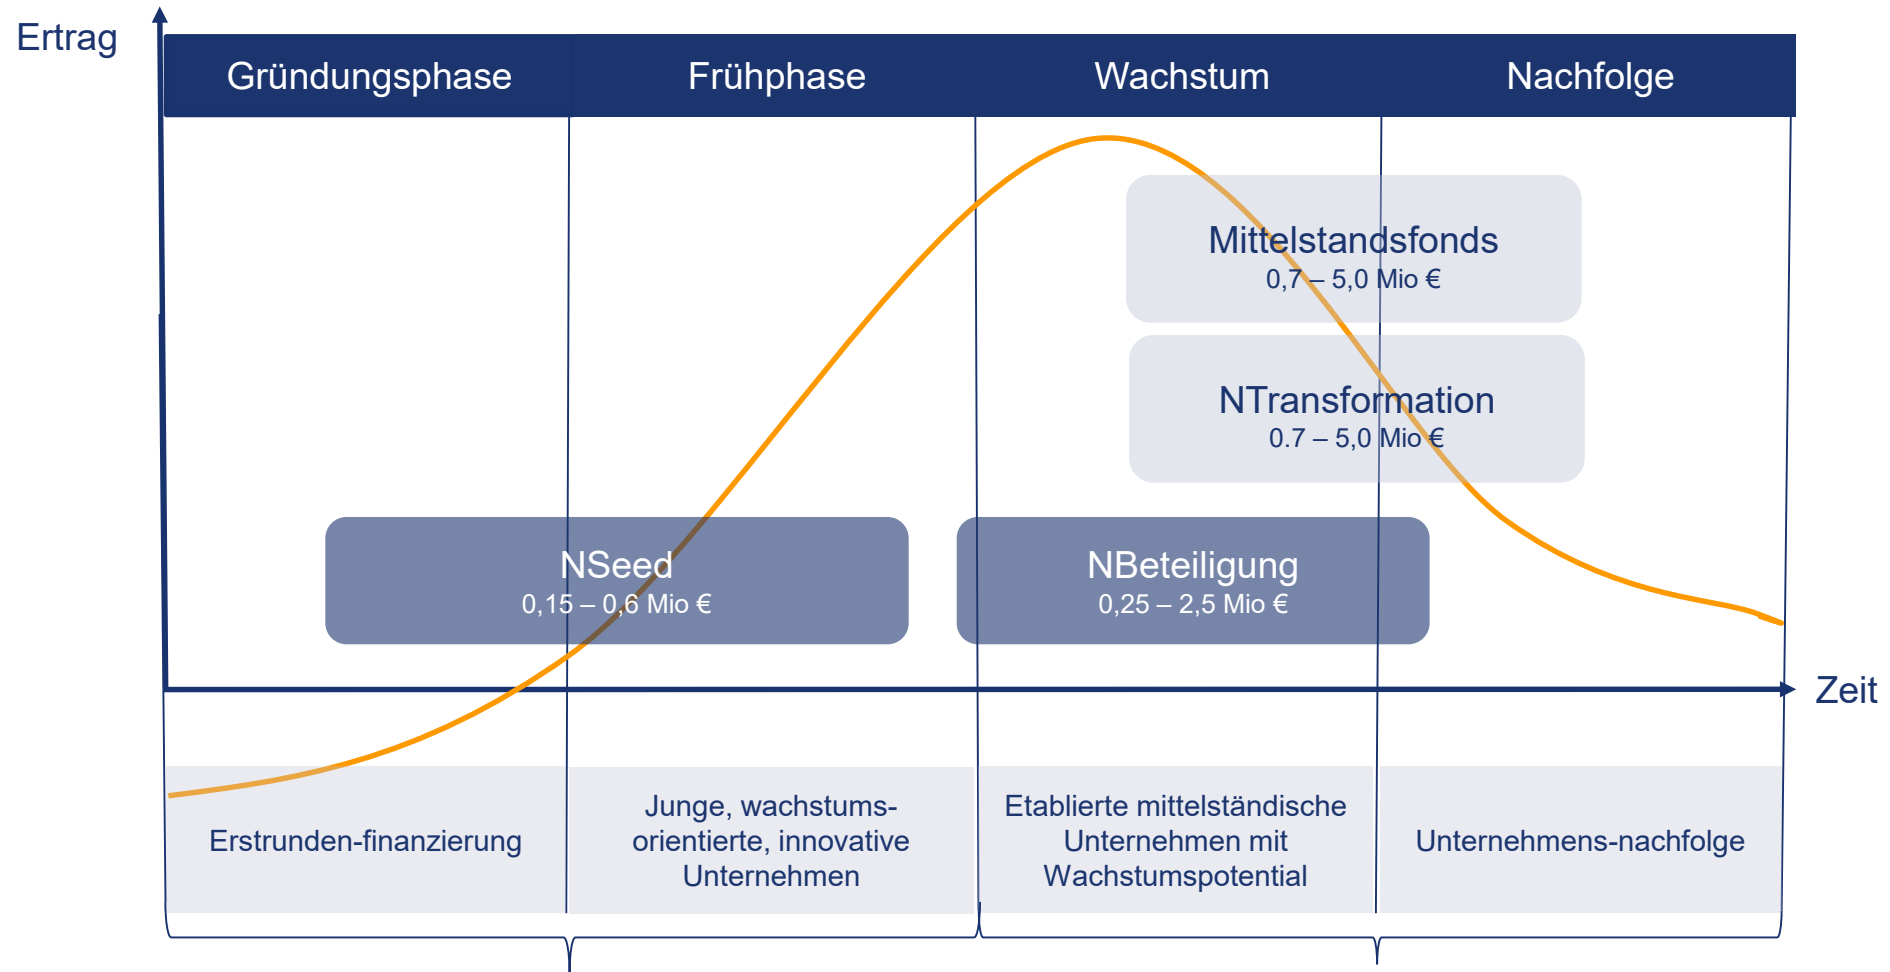 Ertrag
Gründungsphase
Frühphase
Wachstum
Nachfolge
Mittelstandsfonds
0,7 – 5,0 Mio €
NTransformation
0.7 – 5,0 Mio €
NSeed
0,15 – 0,6 Mio €
NBeteiligung
0,25 – 2,5 Mio €
Zeit
Erstrunden-finanzierung
Junge, wachstums-
orientierte, innovative
Unternehmen
Etablierte mittelständische
Unternehmen mit
Wachstumspotential
Unternehmens-nachfolge